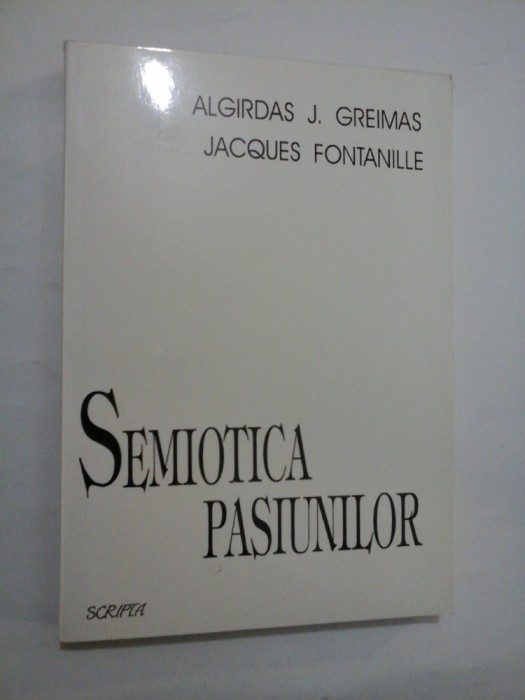 ALGIRDAS J. GREIMAS
JACQUES FONTANILLE
SEMIOTICA
PASIUNILOR
SCRIPTA